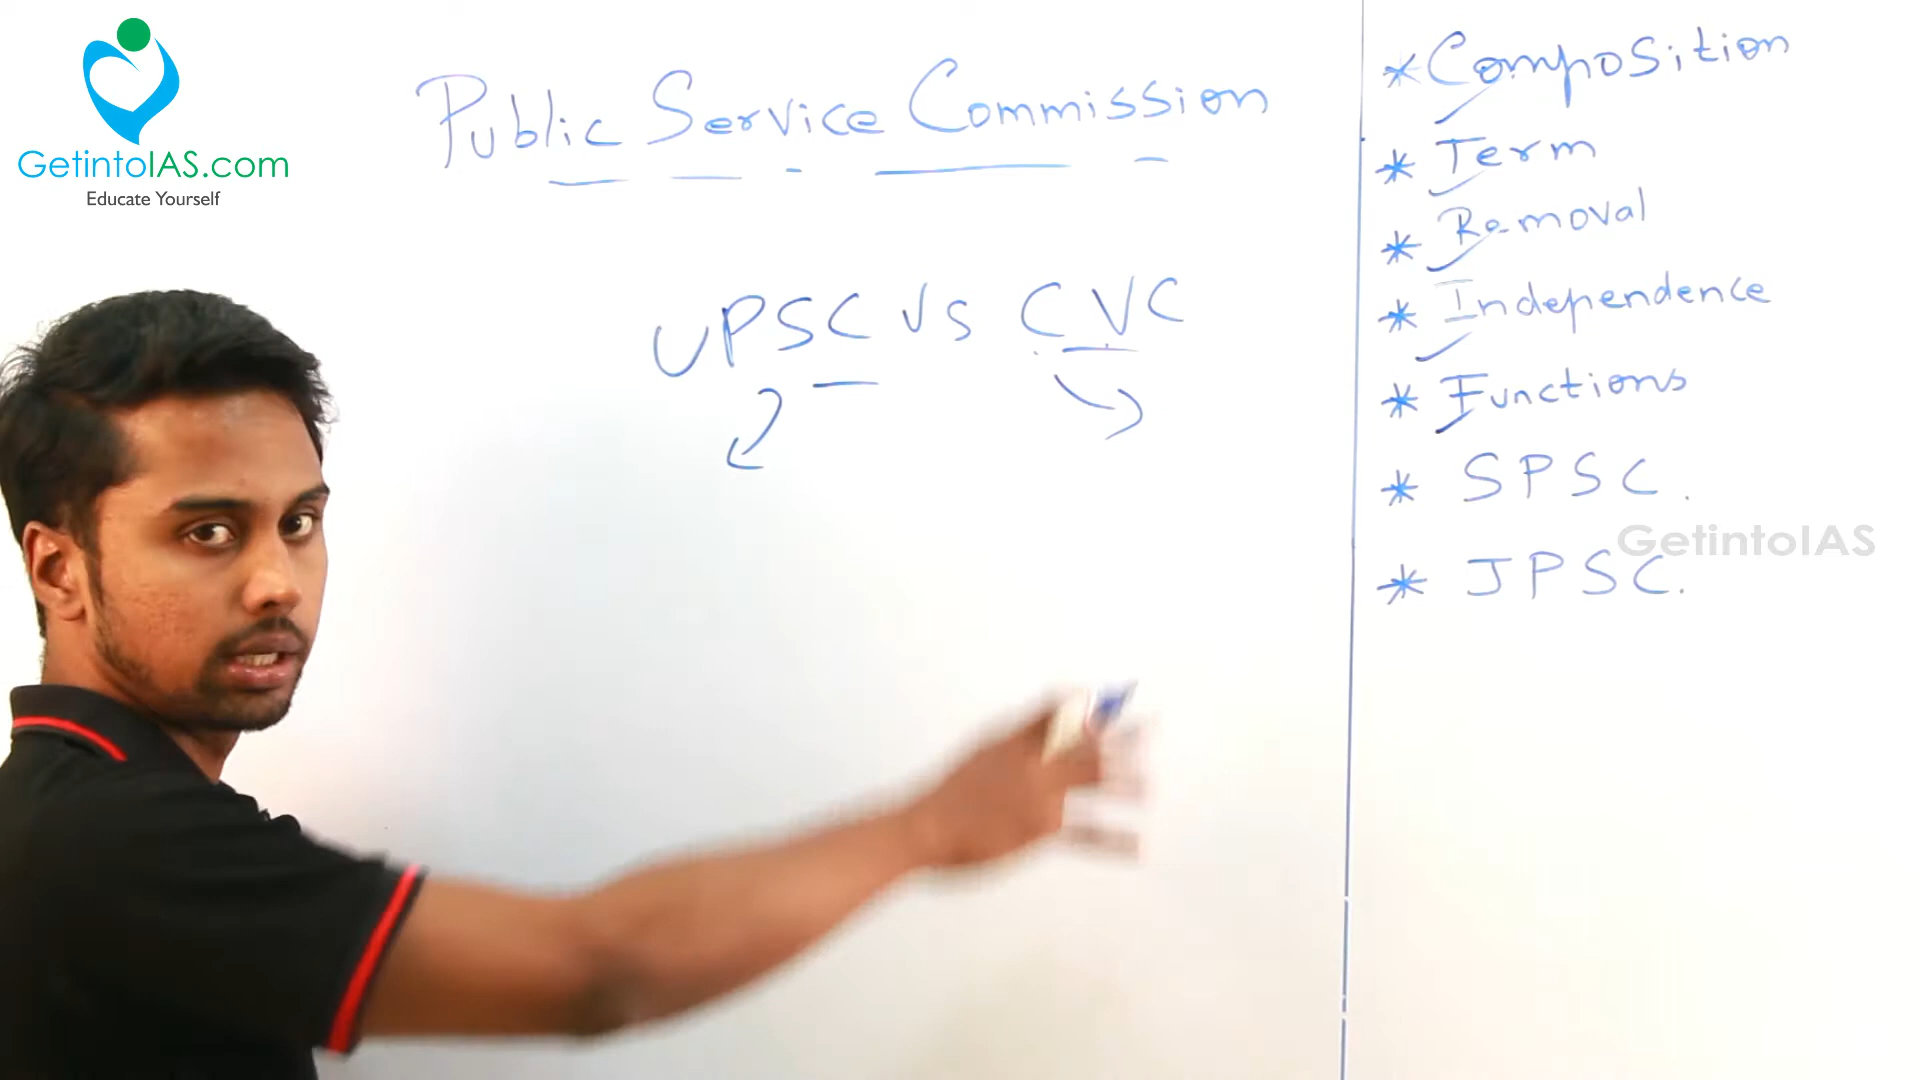 GetintoIAS.com
Educate Yourself
Public Service Commission
UPSC vs CVC
* Composition
* Term
* Removal
* Independence
* Functions
* SPSC.
GetintoIAS
* JPSC.